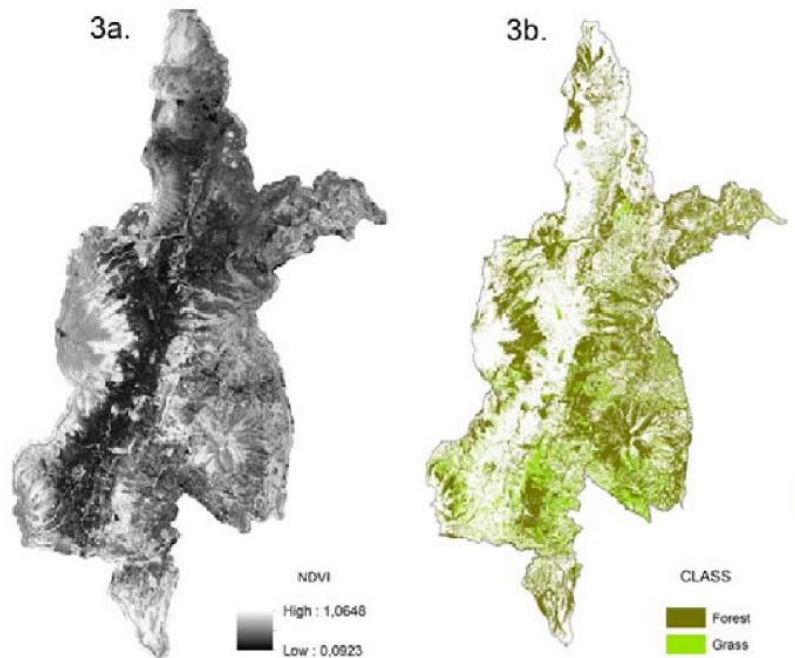 3a.
3b.
NDVI
High : 1,0648
Low : 0,0923
CLASS
Forest
Grass